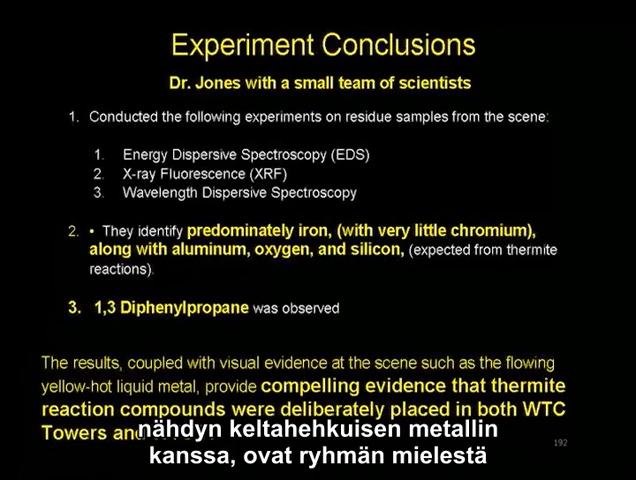 Experiment Conclusions
Dr. Jones with a small team of scientists
1. Conducted the following experiments on residue samples from the scene:
1. Energy Dispersive Spectroscopy (EDS)
2. X-ray Fluorescence (XRF)
3. Wavelength Dispersive Spectroscopy
2. • They identify predominately iron, (with very little chromium),
along with aluminum, oxygen, and silicon, (expected from thermite
reactions).
3. 1,3 Diphenylpropane was observed
The results, coupled with visual evidence at the scene such as the flowing
yellow-hot liquid metal, provide compelling evidence that thermite
reaction compounds were deliberately placed in both WTC
Towers and
nähdyn keltahehkuisen metallin
kanssa, ovat ryhmän mielestä
192